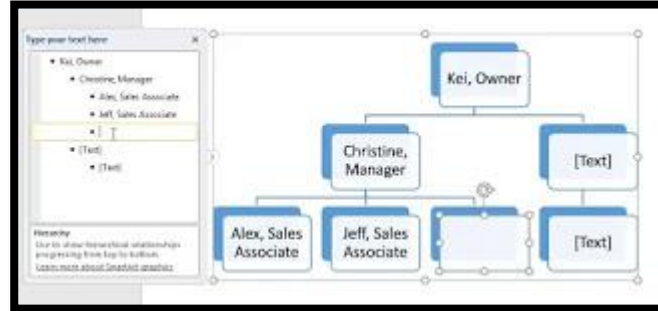 Type your text here
Kei, Owner
Christine, Manager
Alex, Sales Associate
Jeff, Sales Associate
[Text]
[Text]
Hierarchy
Use to show hierarchical relationships
progressing from top to bottom.
Learn more about SmartArt graphics
Kei, Owner
Christine,
Manager
[Text]
Alex, Sales
Associate
Jeff, Sales
Associate
[Text]